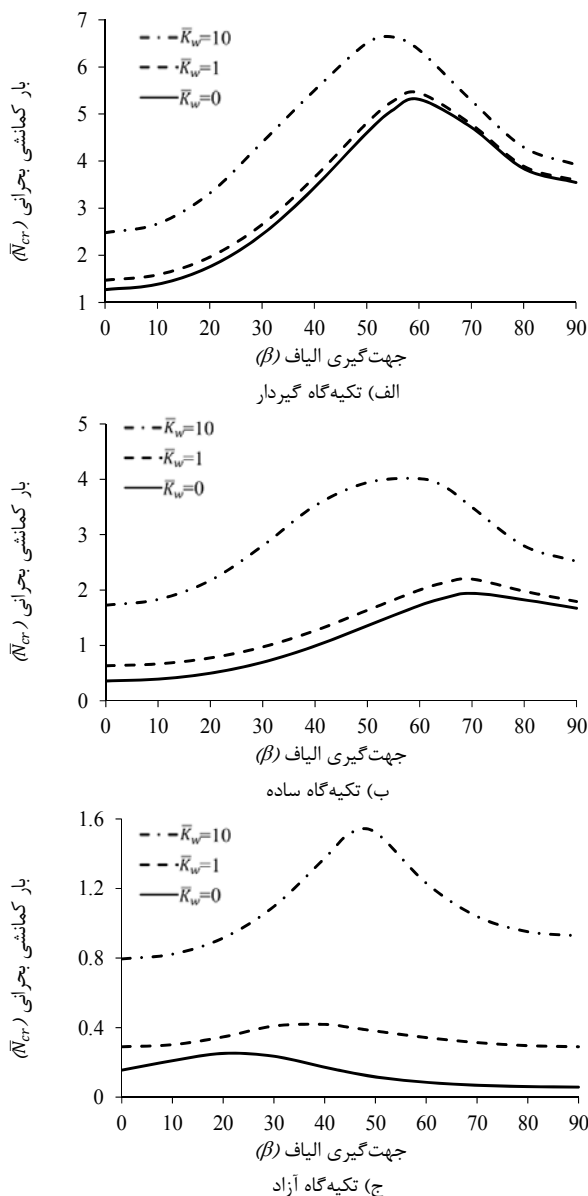 7
6
5
4
3
2
1
بار کمانشی بحرانی (N̅cr)
K̅w=10
K̅w=1
K̅w=0
0 10 20 30 40 50 60 70 80 90
جهت‌گیری الیاف (β)
الف) تکیه‌گاه گیردار
5
4
3
2
1
0
بار کمانشی بحرانی (N̅cr)
K̅w=10
K̅w=1
K̅w=0
0 10 20 30 40 50 60 70 80 90
جهت‌گیری الیاف (β)
ب) تکیه‌گاه ساده
1.6
1.2
0.8
0.4
0
بار کمانشی بحرانی (N̅cr)
K̅w=10
K̅w=1
K̅w=0
0 10 20 30 40 50 60 70 80 90
جهت‌گیری الیاف (β)
ج) تکیه‌گاه آزاد